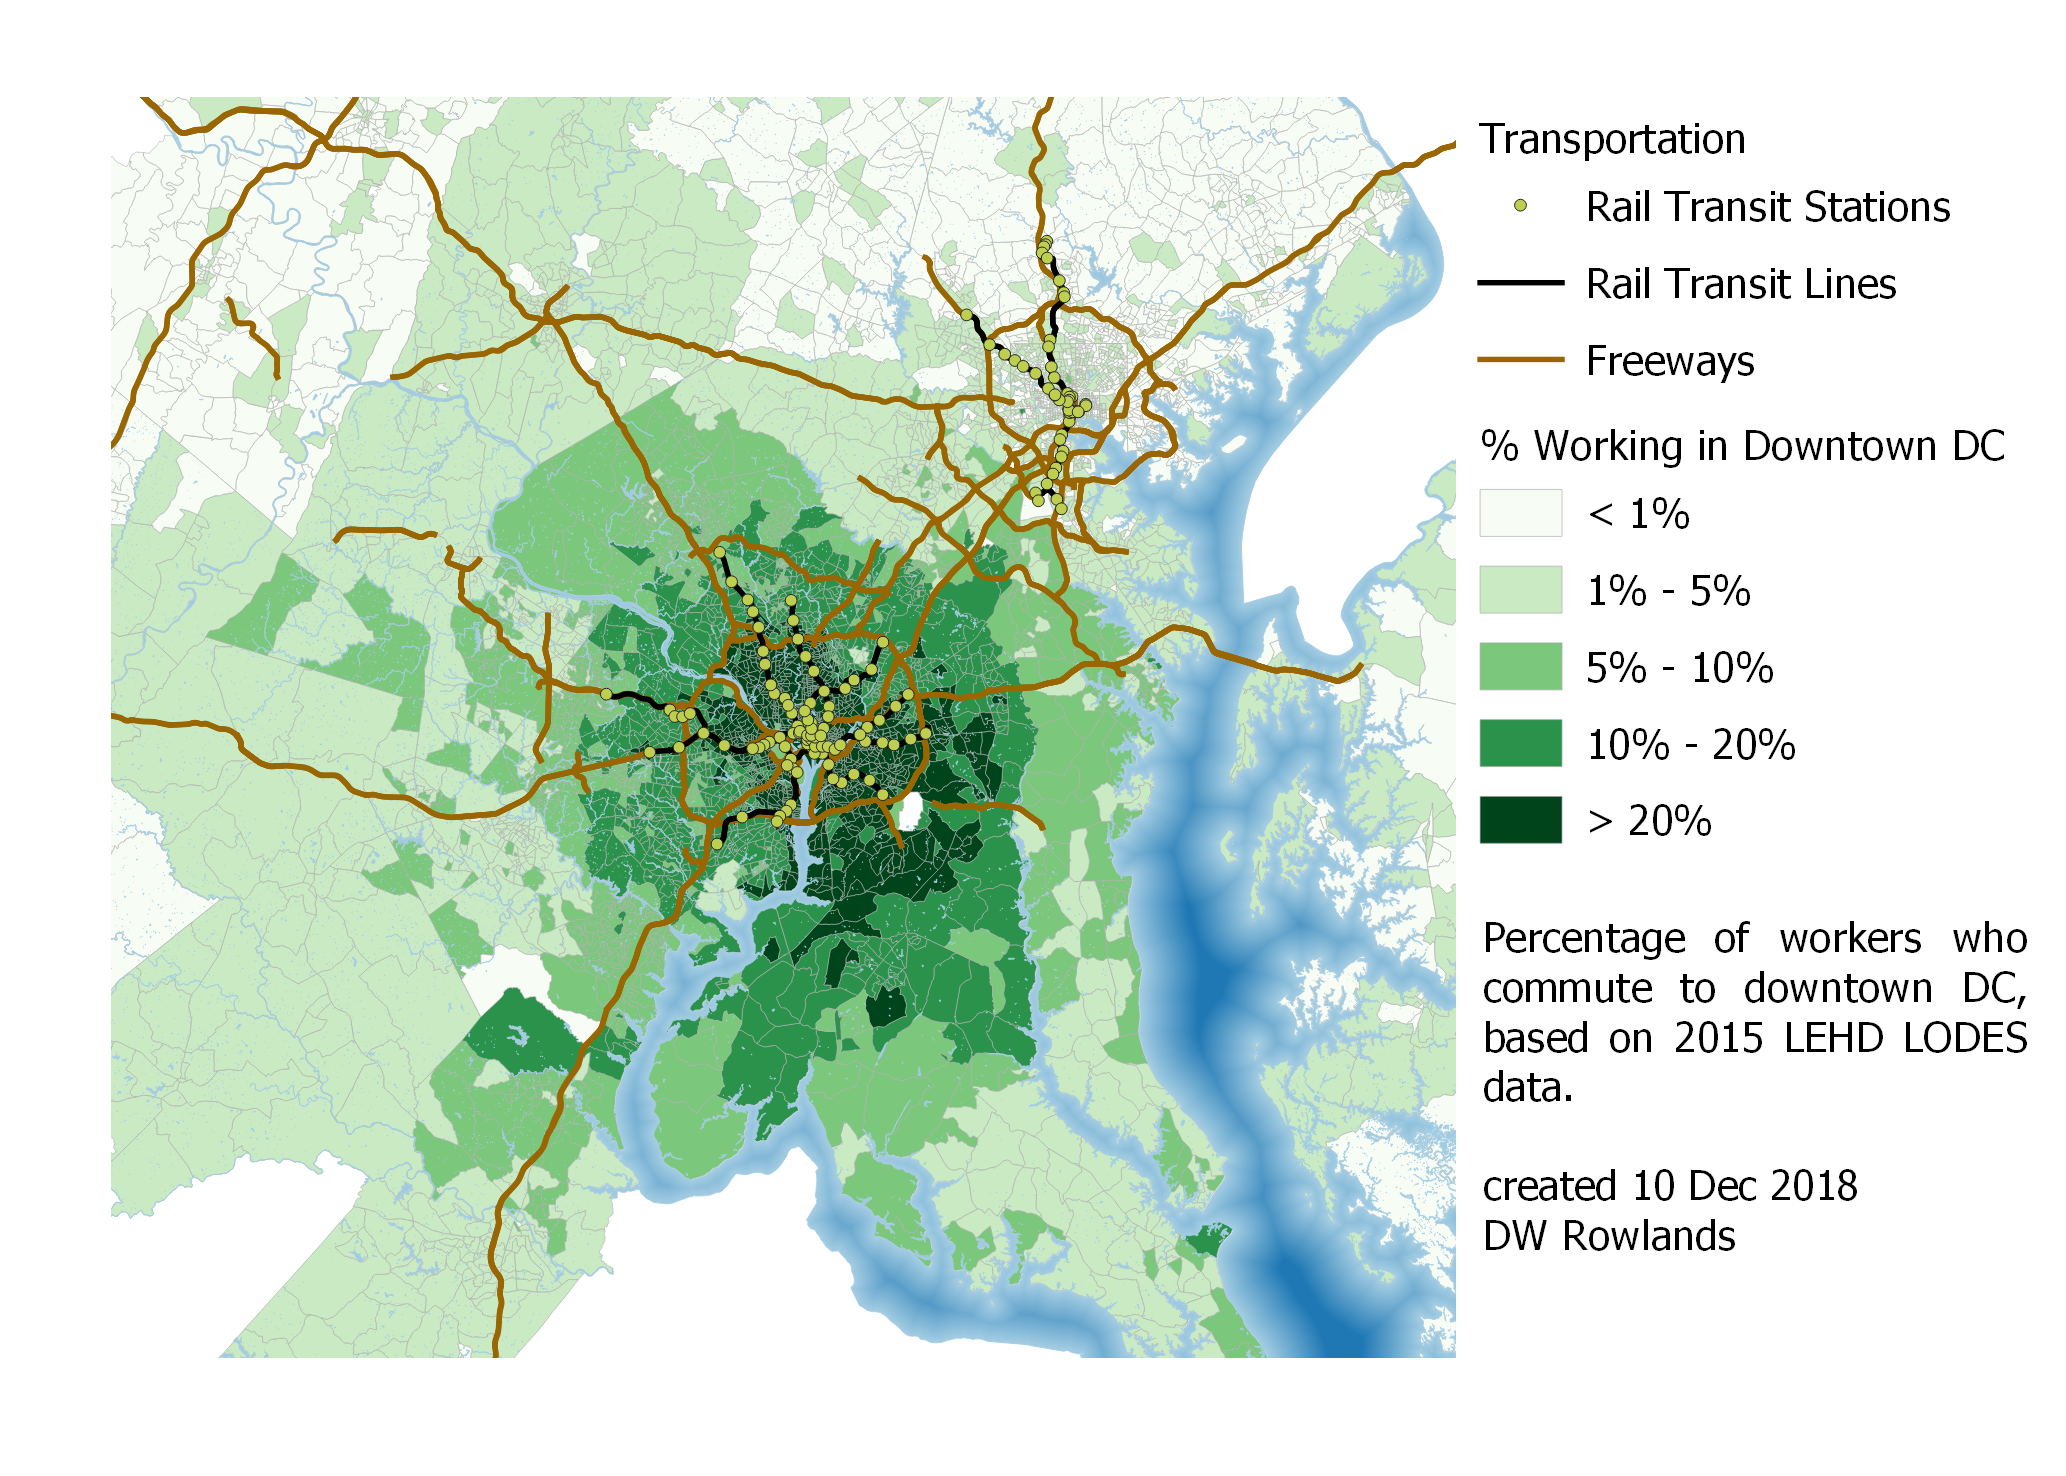 Transportation
Rail Transit Stations
Rail Transit Lines
Freeways
% Working in Downtown DC
< 1%
1% - 5%
5% - 10%
10% - 20%
> 20%
Percentage of workers who
commute to downtown DC,
based on 2015 LEHD LODES
data.
created 10 Dec 2018
DW Rowlands